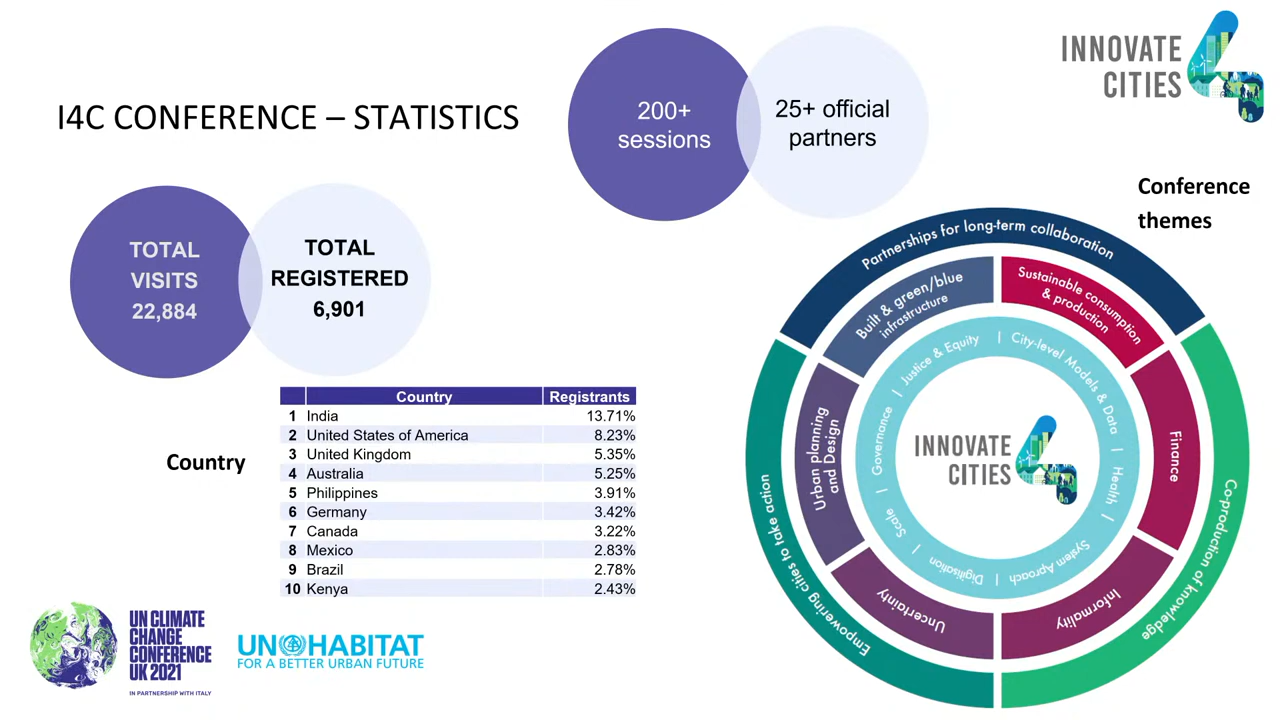 INNOVATE
CITIES
I4C CONFERENCE – STATISTICS
200+
sessions
25+ official
partners
TOTAL
VISITS
22,884
TOTAL
REGISTERED
6,901
Country
Country Registrants
1 India 13.71%
2 United States of America 8.23%
3 United Kingdom 5.35%
4 Australia 5.25%
5 Philippines 3.91%
6 Germany 3.42%
7 Canada 3.22%
8 Mexico 2.83%
9 Brazil 2.78%
10 Kenya 2.43%
Conference
themes
Partnerships for long-term collaboration
Co-production of knowledge
Empowering cities to take action
Built & green/blue
infrastructure
Sustainable consumption
& production
Finance
Informality
Uncertainty
Urban planning
and Design
Justice & Equity | City-level Models & Data | Health | System Aproach | Digitisation | Scale | Governance |
INNOVATE
CITIES
UN CLIMATE
CHANGE
CONFERENCE
UK 2021
IN PARTNERSHIP WITH ITALY
UN HABITAT
FOR A BETTER URBAN FUTURE